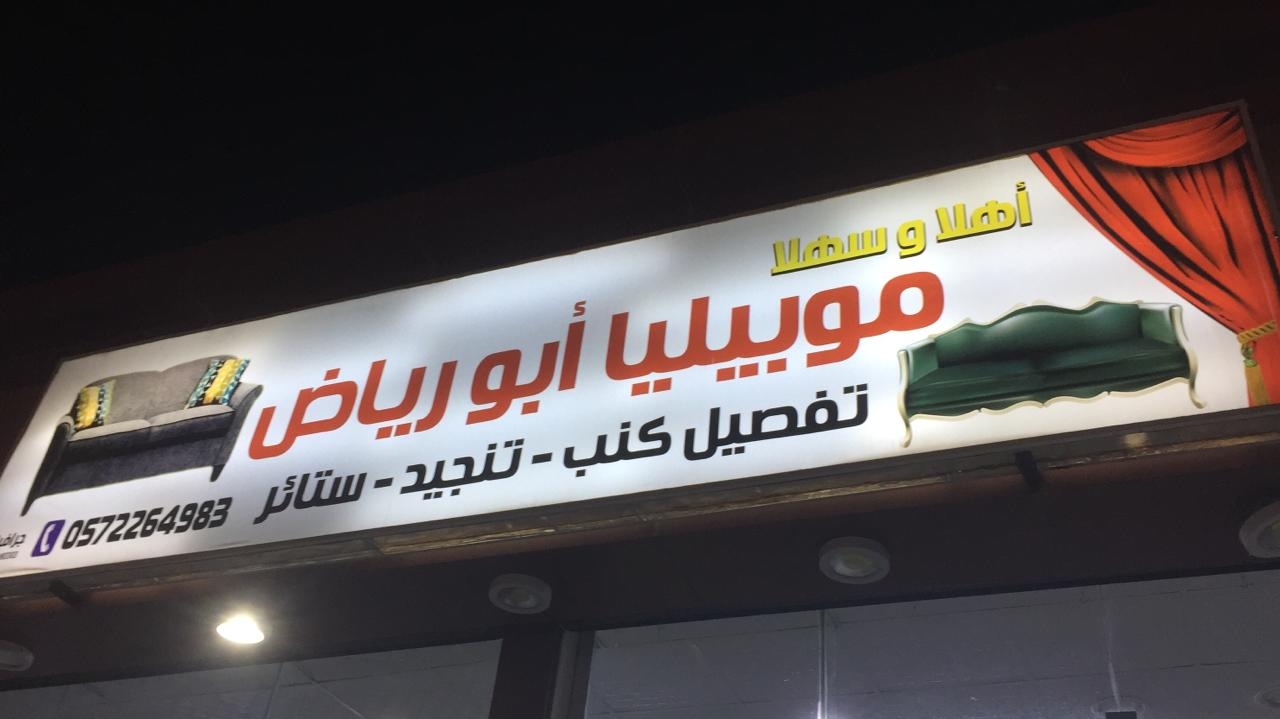 أهلا و سهلا
موبيليا أبو رياض
تفصيل كنب - تنجيد - ستائر
0572264983